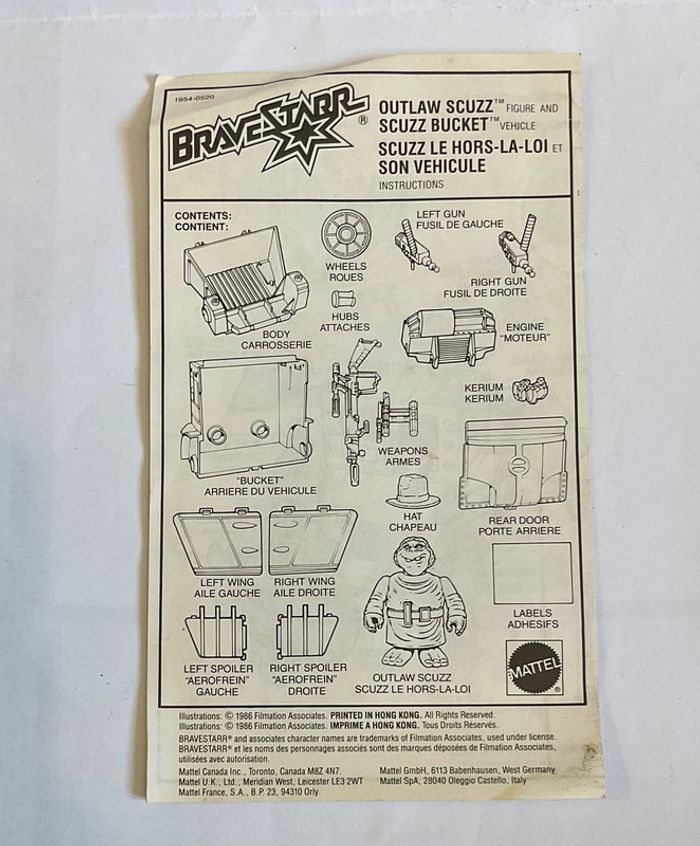 1954-0520
BRAVESTARR®
OUTLAW SCUZZ™ FIGURE AND
SCUZZ BUCKET™ VEHICLE
SCUZZ LE HORS-LA-LOI ET
SON VEHICULE
INSTRUCTIONS
CONTENTS:
CONTIENT:
LEFT GUN
FUSIL DE GAUCHE
WHEELS
ROUES
RIGHT GUN
FUSIL DE DROITE
HUBS
ATTACHES
BODY
CARROSSERIE
ENGINE
"MOTEUR"
KERIUM
KERIUM
WEAPONS
ARMES
"BUCKET"
ARRIERE DU VEHICULE
HAT
CHAPEAU
REAR DOOR
PORTE ARRIERE
LEFT WING
AILE GAUCHE
RIGHT WING
AILE DROITE
LABELS
ADHESIFS
LEFT SPOILER
"AEROFREIN"
GAUCHE
RIGHT SPOILER
"AEROFREIN"
DROITE
OUTLAW SCUZZ
SCUZZ LE HORS-LA-LOI
MATTEL®
Illustrations: © 1986 Filmation Associates. PRINTED IN HONG KONG. All Rights Reserved.
Illustrations: © 1986 Filmation Associates. IMPRIME A HONG KONG. Tous Droits Réservés.
BRAVESTARR® and associates character names are trademarks of Filmation Associates, used under license.
BRAVESTARR® et les noms des personnages associés sont des marques déposées de Filmation Associates,
utilisées avec autorisation.
Mattel Canada Inc., Toronto, Canada M8Z 4N7.
Mattel U.K., Ltd., Meridian West, Leicester LE3 2WT
Mattel France, S.A., B.P. 23, 94310 Orly
Mattel GmbH, 6113 Babenhausen, West Germany
Mattel SpA, 28040 Oleggio Castello, Italy